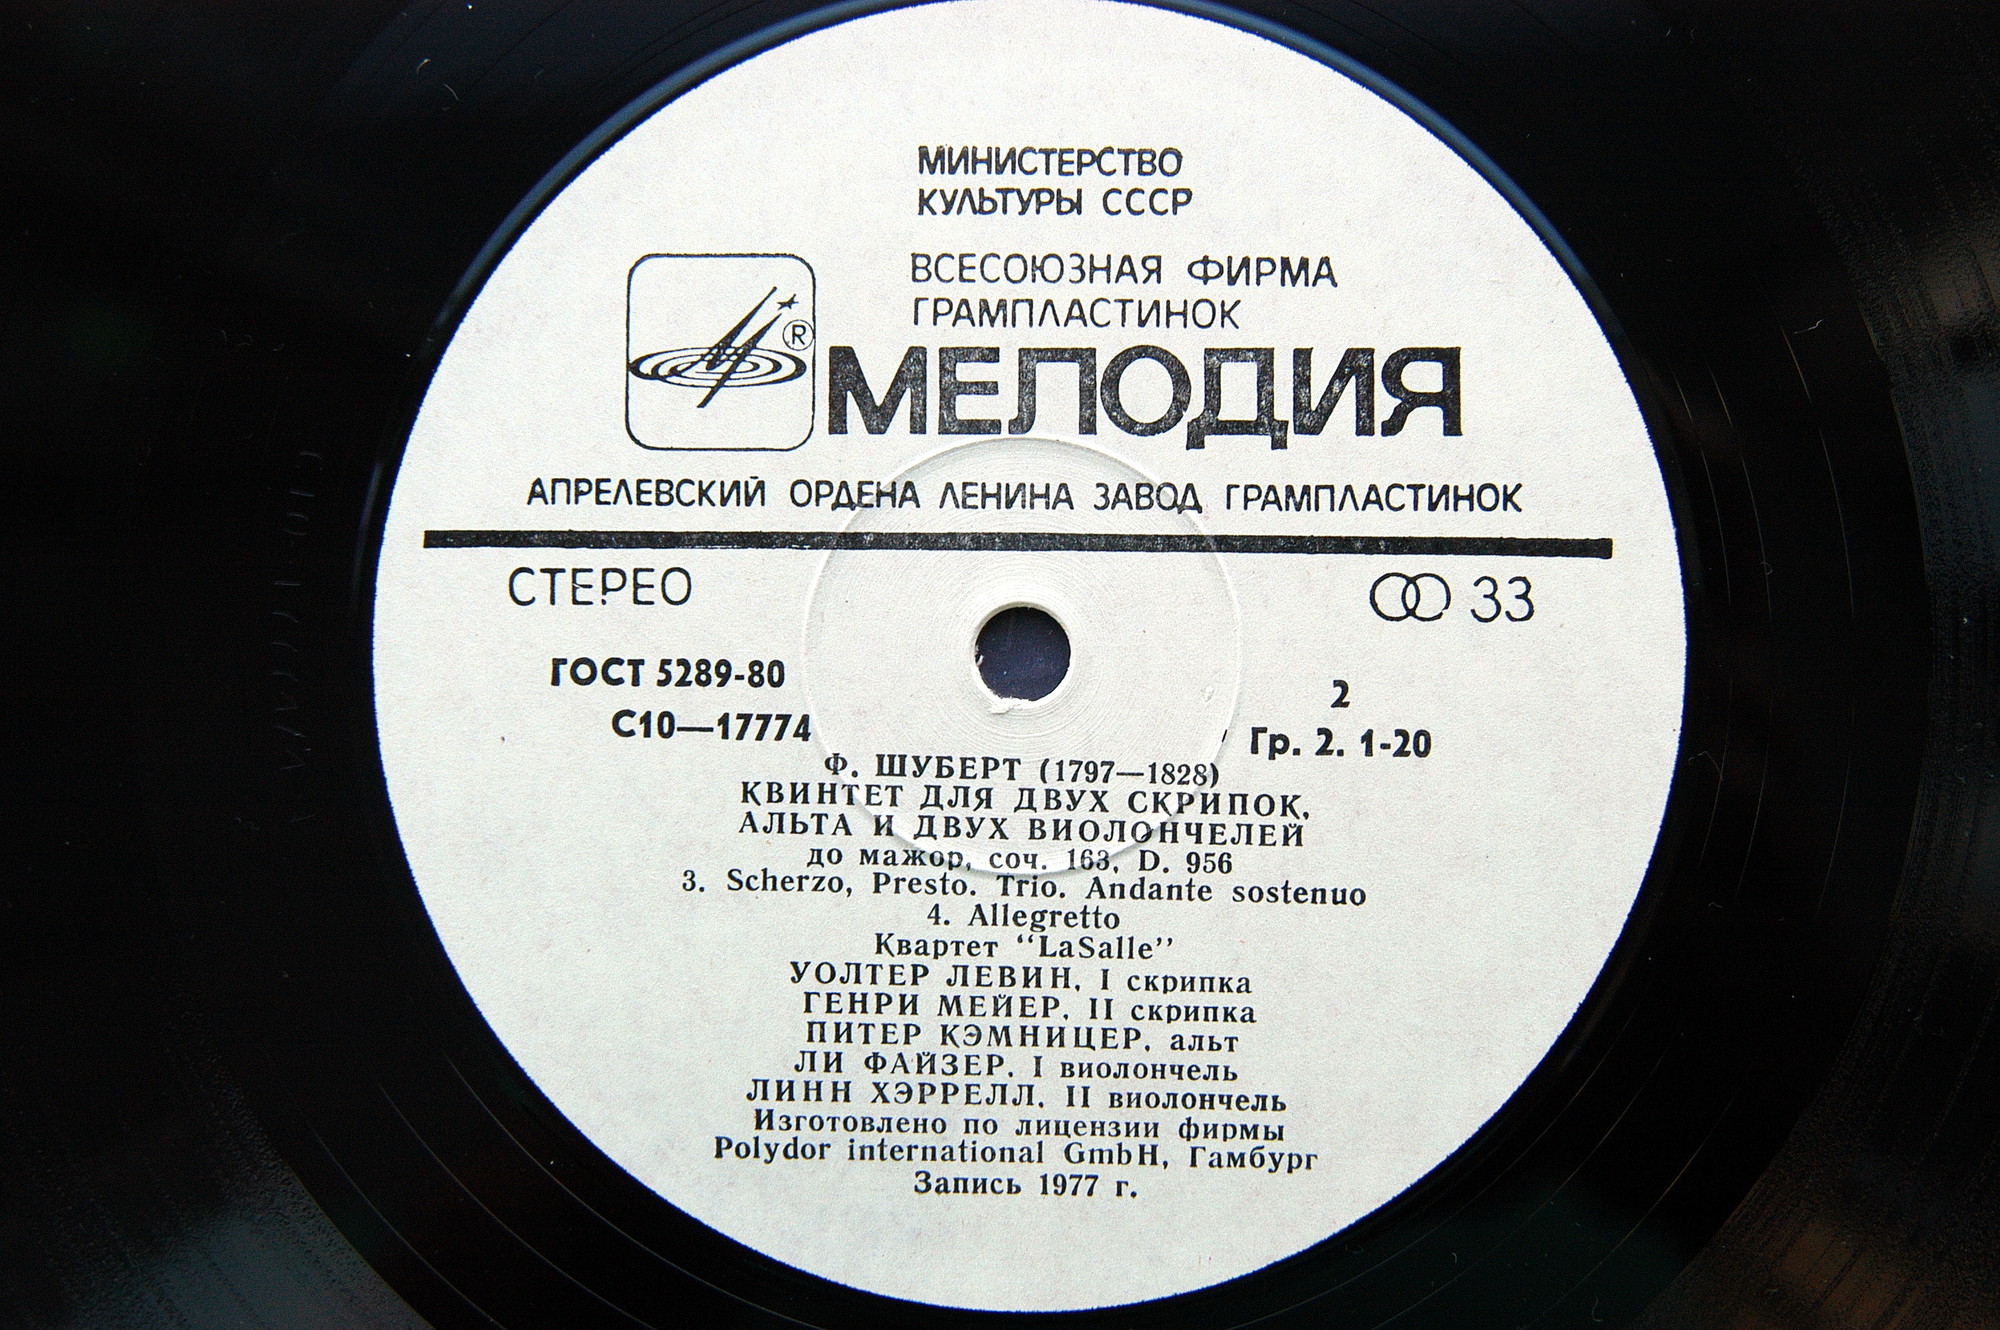 МИНИСТЕРСТВО
КУЛЬТУРЫ СССР
ВСЕСОЮЗНАЯ ФИРМА
ГРАМПЛАСТИНОК
®
МЕЛОДИЯ
АПРЕЛЕВСКИЙ ОРДЕНА ЛЕНИНА ЗАВОД ГРАМПЛАСТИНОК
СТЕРЕО
33
ГОСТ 5289-80
2
С10—17774
Гр. 2. 1-20
Ф. ШУБЕРТ (1797—1828)
КВИНТЕТ ДЛЯ ДВУХ СКРИПОК,
АЛЬТА И ДВУХ ВИОЛОНЧЕЛЕЙ
до мажор, соч. 163, D. 956
3. Scherzo, Presto. Trio. Andante sostenuo
4. Allegretto
Квартет “LaSalle”
УОЛТЕР ЛЕВИН, I скрипка
ГЕНРИ МЕЙЕР, II скрипка
ПИТЕР КЭМНИЦЕР, альт
ЛИ ФАЙЗЕР, I виолончель
ЛИНН ХЭРРЕЛЛ, II виолончель
Изготовлено по лицензии фирмы
Polydor international GmbH, Гамбург
Запись 1977 г.